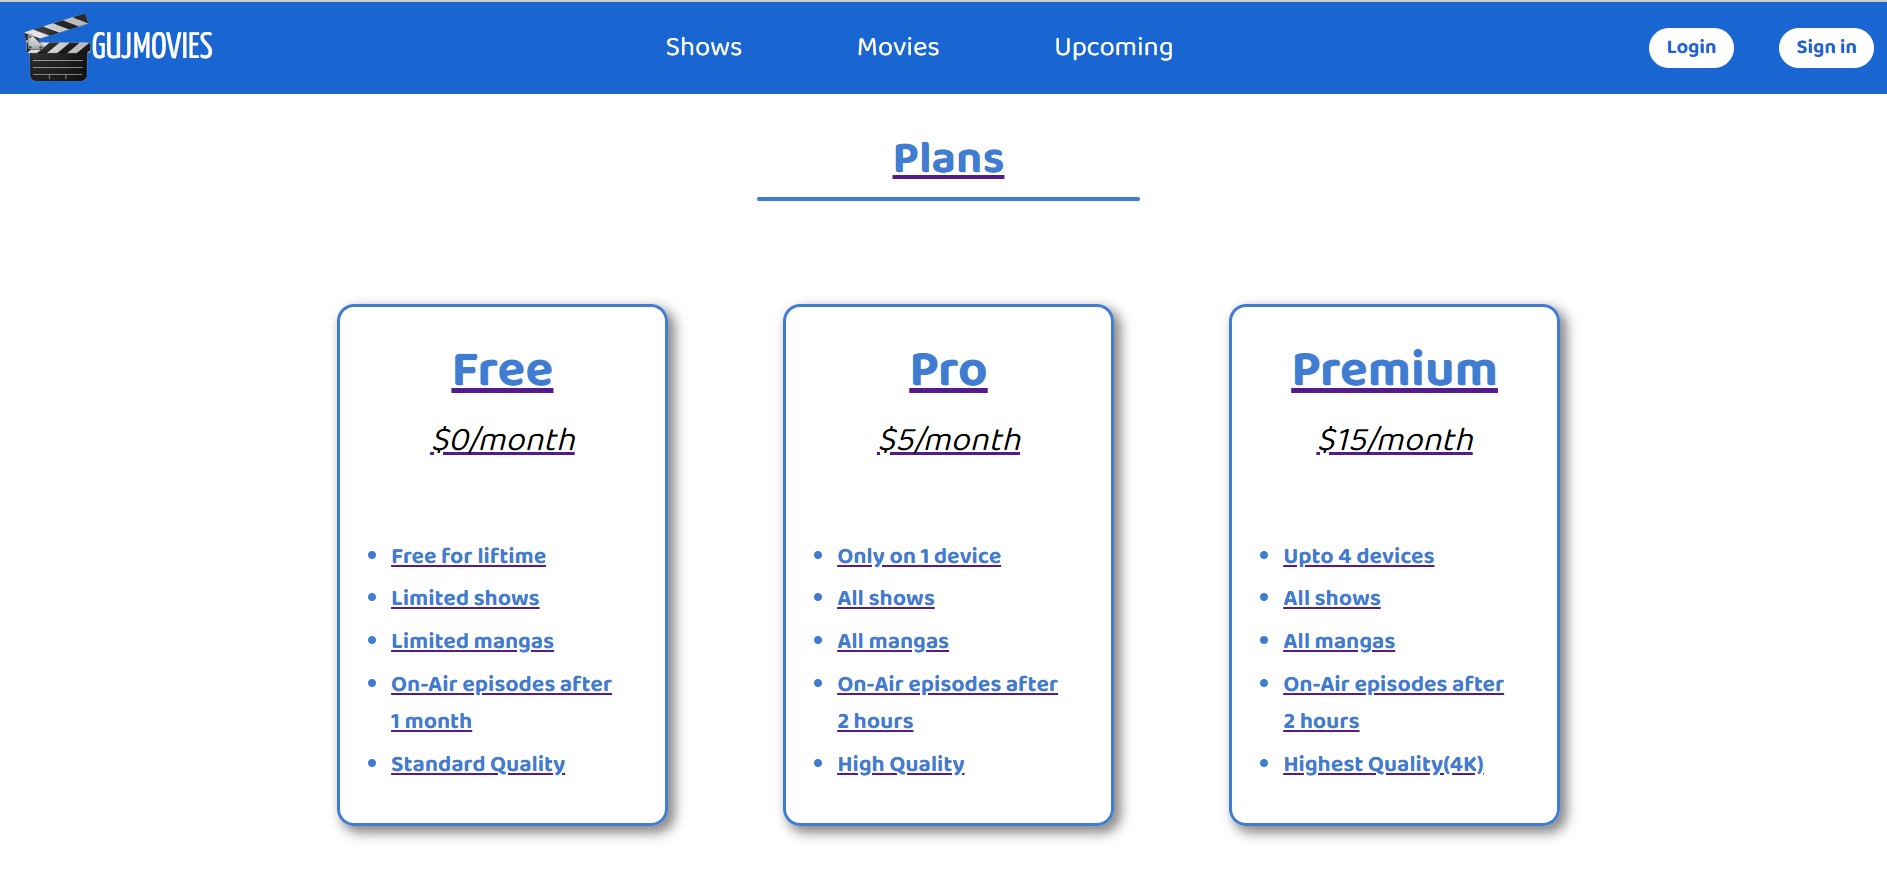 GUJMOVIES
Shows
Movies
Upcoming
Login
Sign in
Plans
Free
$0/month
Free for liftime
Limited shows
Limited mangas
On-Air episodes after
1 month
Standard Quality
Pro
$5/month
Only on 1 device
All shows
All mangas
On-Air episodes after
2 hours
High Quality
Premium
$15/month
Upto 4 devices
All shows
All mangas
On-Air episodes after
2 hours
Highest Quality(4K)